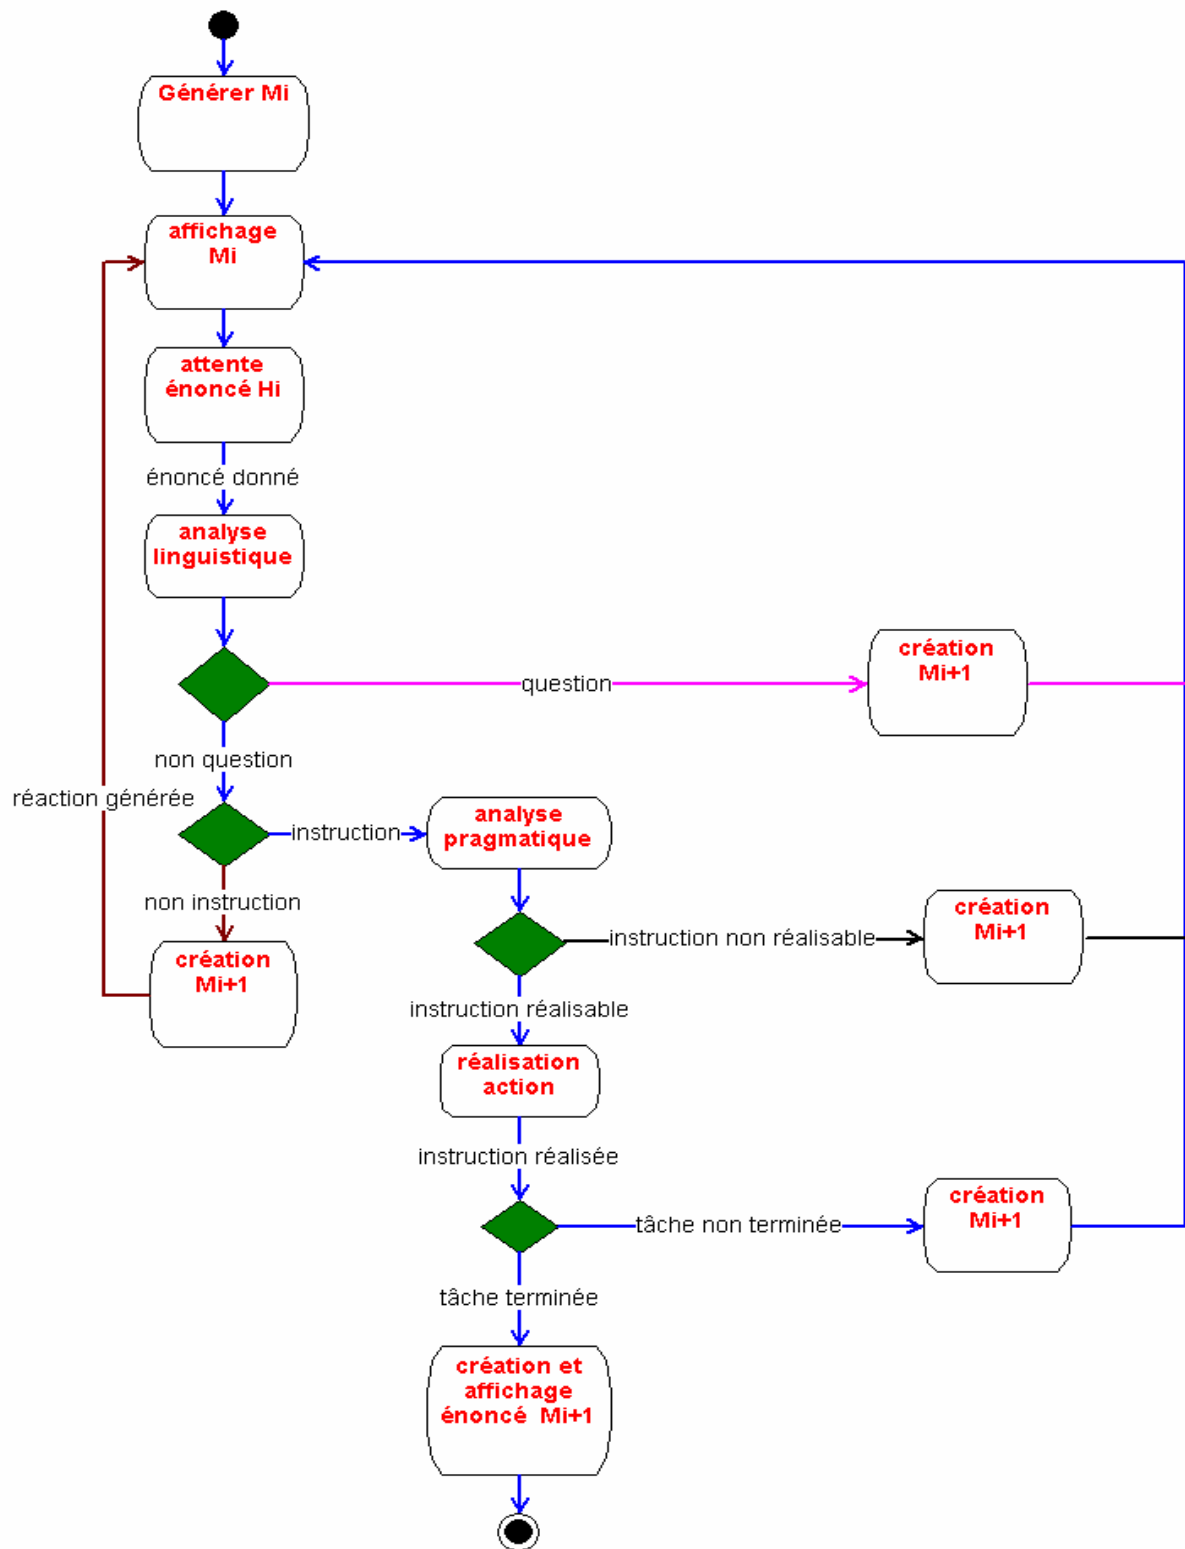 Générer Mi
affichage
Mi
attente
énoncé Hi
énoncé donné
analyse
linguistique
question
création
Mi+1
non question
réaction générée
instruction
analyse
pragmatique
non instruction
création
Mi+1
instruction non réalisable
création
Mi+1
instruction réalisable
réalisation
action
instruction réalisée
tâche non terminée
création
Mi+1
tâche terminée
création et
affichage
énoncé Mi+1